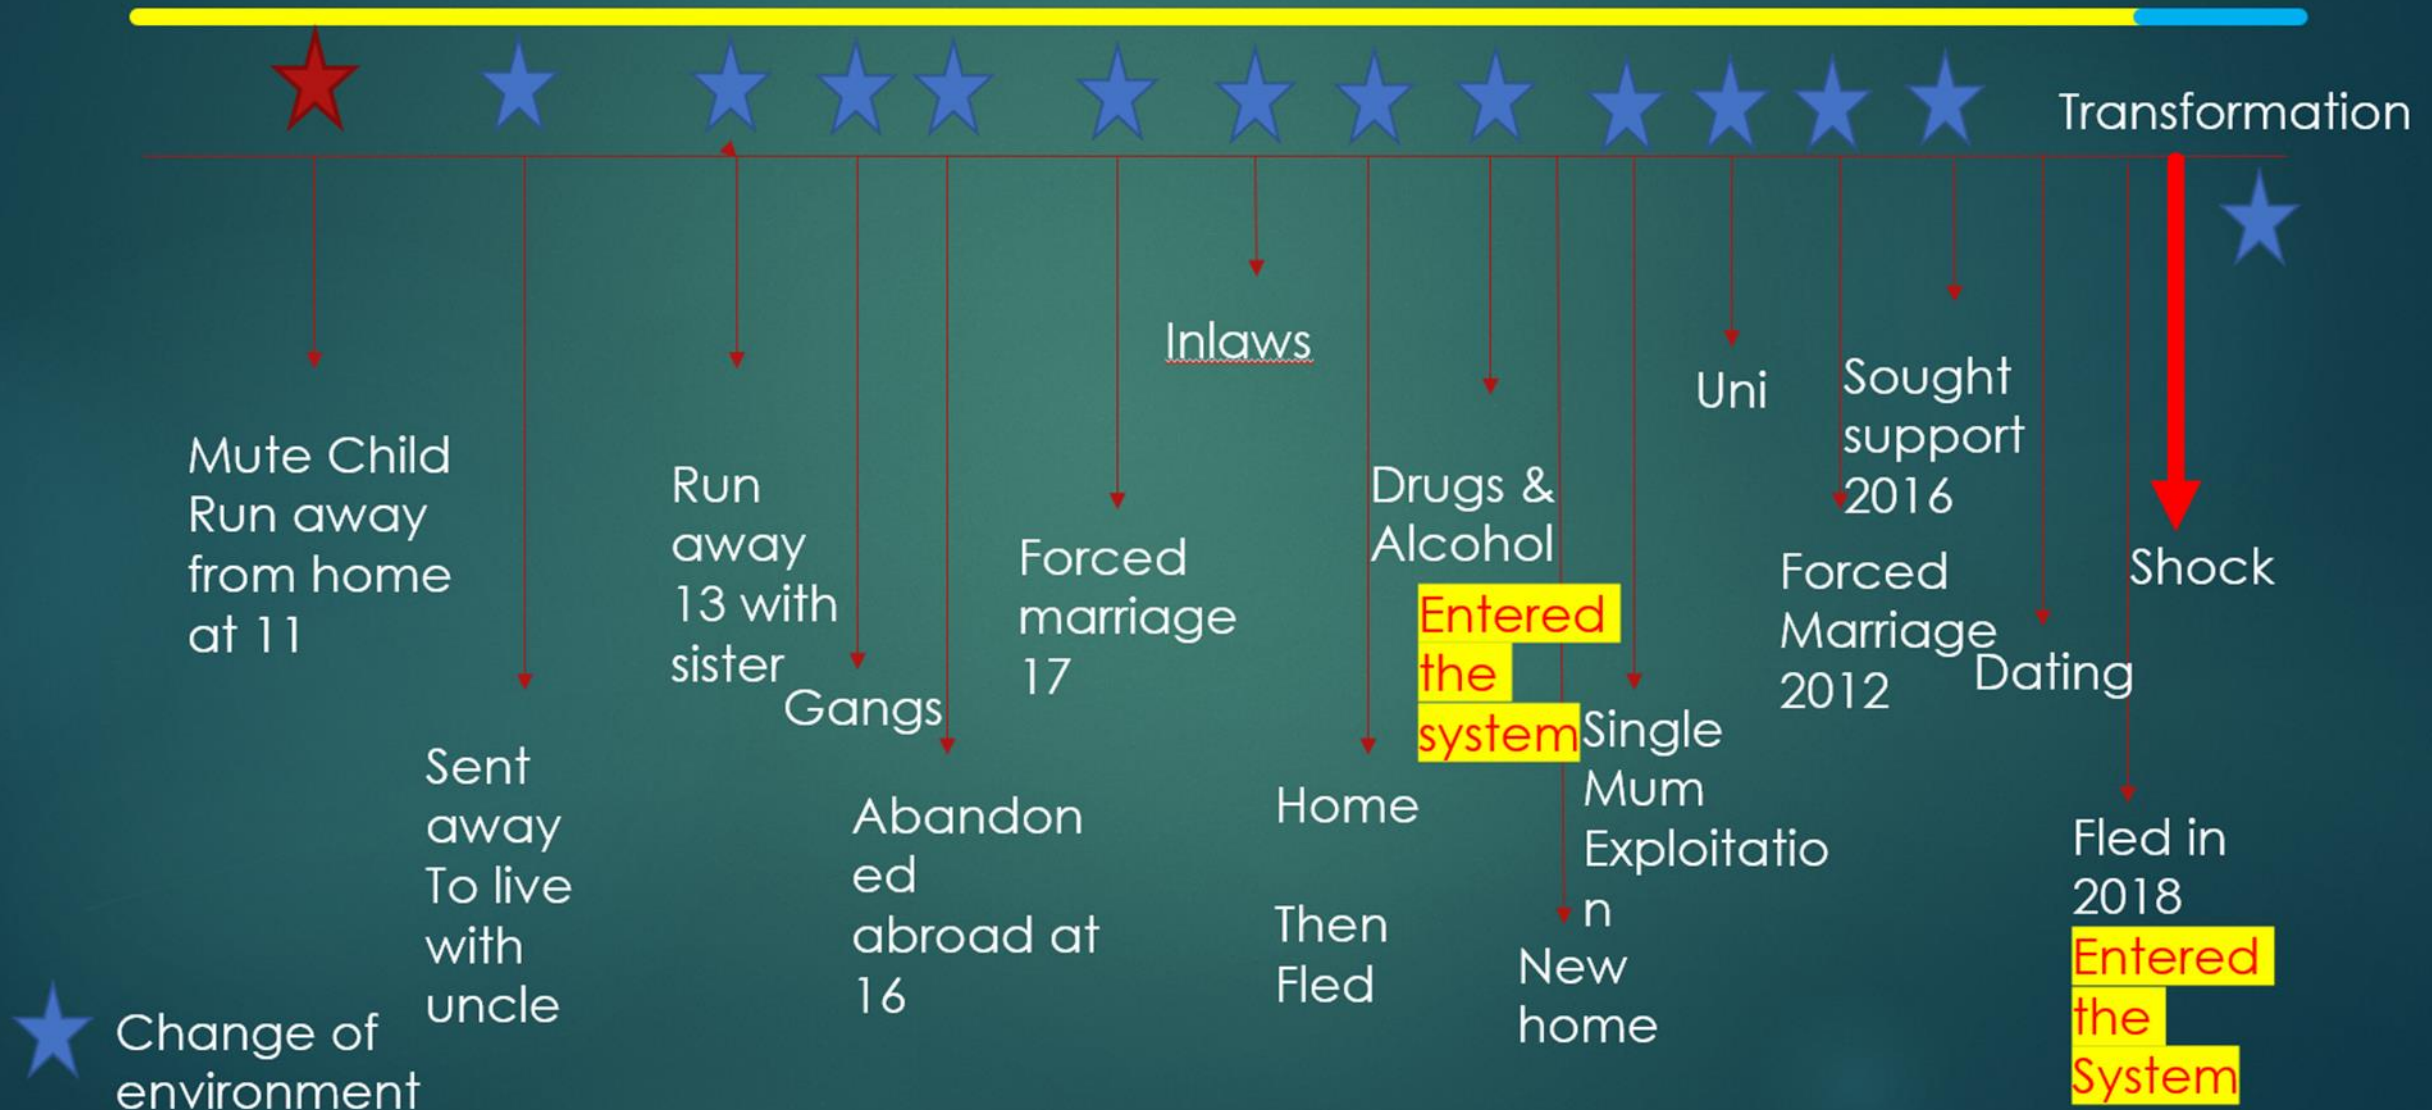 Transformation
Mute Child
Run away
from home
at 11
Sent
away
To live
with
uncle
Run
away
13 with
sister
Gangs
Abandon
ed
abroad at
16
Forced
marriage
17
Inlaws
Home
Then
Fled
Drugs &
Alcohol
Entered
the
system
New
home
Single
Mum
Exploitatio
n
Uni
Forced
Marriage
2012
Sought
support
2016
Dating
Fled in
2018
Entered
the
System
Shock
Change of
environment